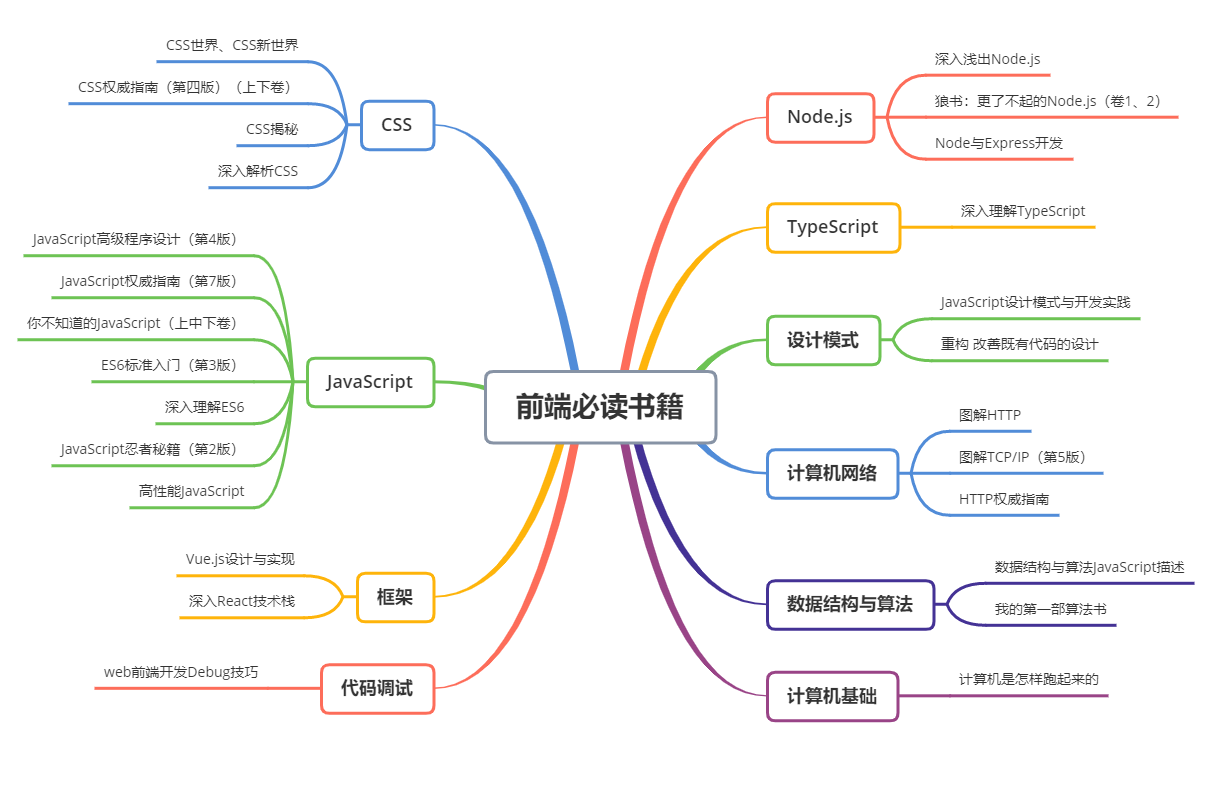 前端必读书籍
CSS
CSS世界、CSS新世界
CSS权威指南（第四版）（上下卷）
CSS揭秘
深入解析CSS
JavaScript
JavaScript高级程序设计（第4版）
JavaScript权威指南（第7版）
你不知道的JavaScript（上中下卷）
ES6标准入门（第3版）
深入理解ES6
JavaScript忍者秘籍（第2版）
高性能JavaScript
框架
Vue.js设计与实现
深入React技术栈
代码调试
web前端开发Debug技巧
Node.js
深入浅出Node.js
狼书：更了不起的Node.js（卷1、2）
Node与Express开发
TypeScript
深入理解TypeScript
设计模式
JavaScript设计模式与开发实践
重构 改善既有代码的设计
计算机网络
图解HTTP
图解TCP/IP（第5版）
HTTP权威指南
数据结构与算法
数据结构与算法JavaScript描述
我的第一部算法书
计算机基础
计算机是怎样跑起来的